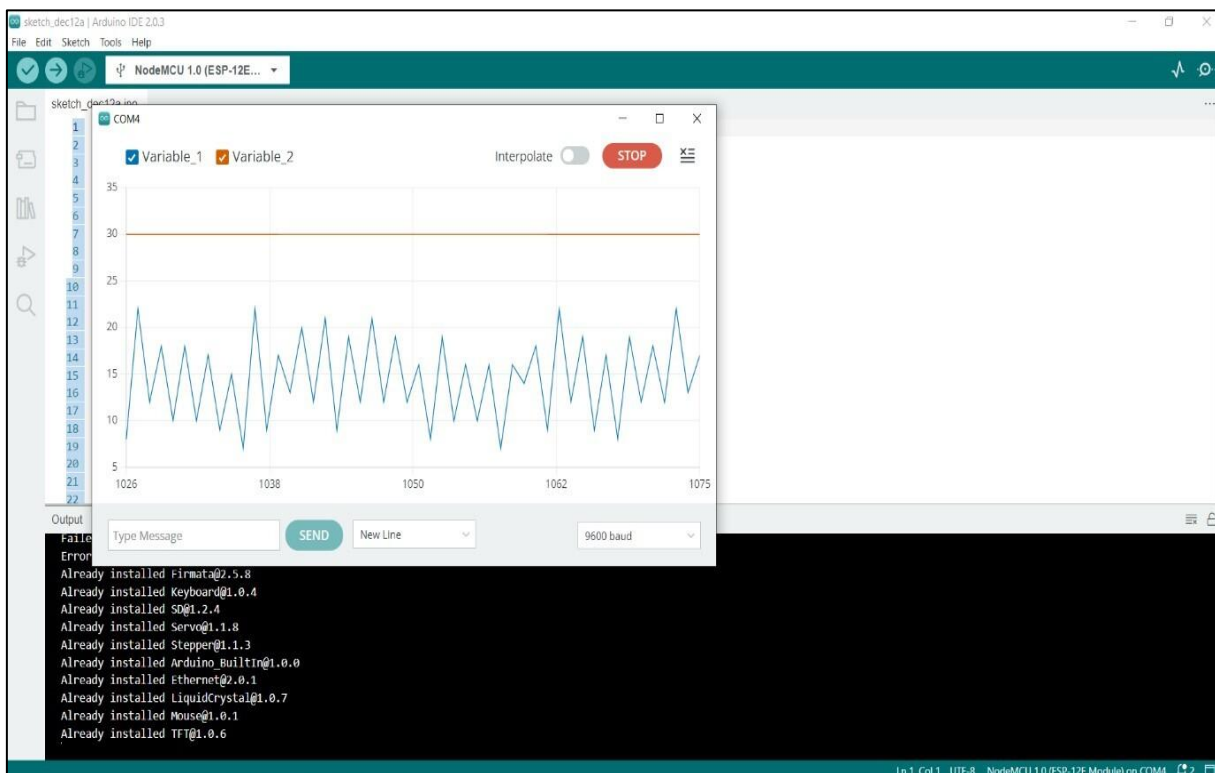 sketch_dec12a | Arduino IDE 2.0.3
File Edit Sketch Tools Help
NodeMCU 1.0 (ESP-12E...
COM4
Variable_1 Variable_2
Interpolate STOP
35
30
25
20
15
10
5
1026 1038 1050 1062 1075
Type Message SEND New Line 9600 baud
1
2
3
4
5
6
7
8
9
10
11
12
13
14
15
16
17
18
19
20
21
22
Output
Faile
Error
Already installed Firmata@2.5.8
Already installed Keyboard@1.0.4
Already installed SD@1.2.4
Already installed Servo@1.1.8
Already installed Stepper@1.1.3
Already installed Arduino_BuiltIn@1.0.0
Already installed Ethernet@2.0.1
Already installed LiquidCrystal@1.0.7
Already installed Mouse@1.0.1
Already installed TFT@1.0.6
Ln 1, Col 1 UTF-8 NodeMCU 1.0 (ESP-12E Module) on COM4 2